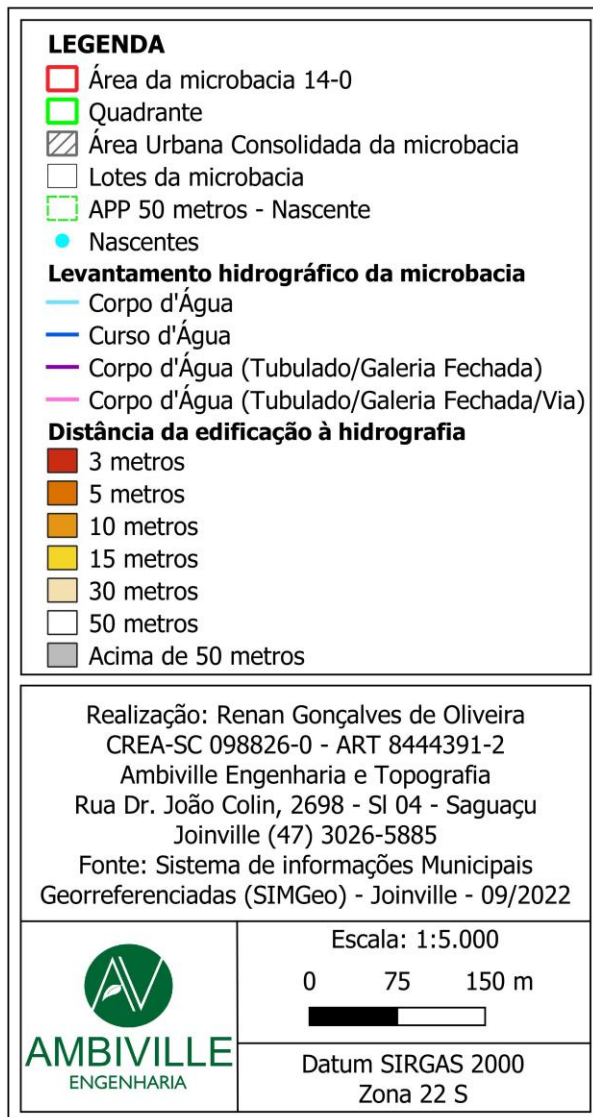 LEGENDA
Área da microbacia 14-0
Quadrante
Área Urbana Consolidada da microbacia
Lotes da microbacia
APP 50 metros - Nascente
Nascentes
Levantamento hidrográfico da microbacia
Corpo d'Água
Curso d'Água
Corpo d'Água (Tubulado/Galeria Fechada)
Corpo d'Água (Tubulado/Galeria Fechada/Via)
Distância da edificação à hidrografia
3 metros
5 metros
10 metros
15 metros
30 metros
50 metros
Acima de 50 metros
Realização: Renan Gonçalves de Oliveira
CREA-SC 098826-0 - ART 8444391-2
Ambiville Engenharia e Topografia
Rua Dr. João Colin, 2698 - Sl 04 - Saguaçu
Joinville (47) 3026-5885
Fonte: Sistema de informações Municipais
Georreferenciadas (SIMGeo) - Joinville - 09/2022
AMBIVILLE
ENGENHARIA
Escala: 1:5.000
0 75 150 m
Datum SIRGAS 2000
Zona 22 S